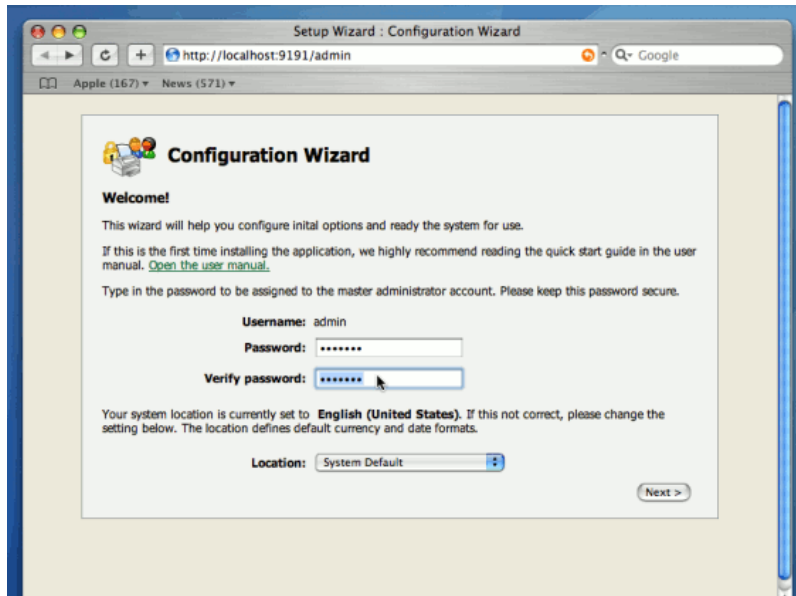 Setup Wizard : Configuration Wizard
http://localhost:9191/admin
Google
Apple (167) News (571)
Configuration Wizard
Welcome!
This wizard will help you configure inital options and ready the system for use.
If this is the first time installing the application, we highly recommend reading the quick start guide in the user
manual. Open the user manual.
Type in the password to be assigned to the master administrator account. Please keep this password secure.
Username: admin
Password: •••••••
Verify password: •••••••
Your system location is currently set to English (United States). If this not correct, please change the
setting below. The location defines default currency and date formats.
Location: System Default
Next >